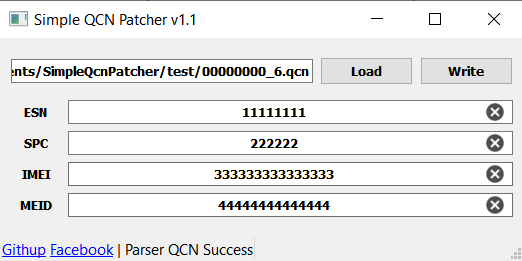 Simple QCN Patcher v1.1
ents/SimpleQcnPatcher/test/00000000_6.qcn Load Write
ESN 11111111
SPC 222222
IMEI 333333333333333
MEID 44444444444444
Githup Facebook | Parser QCN Success